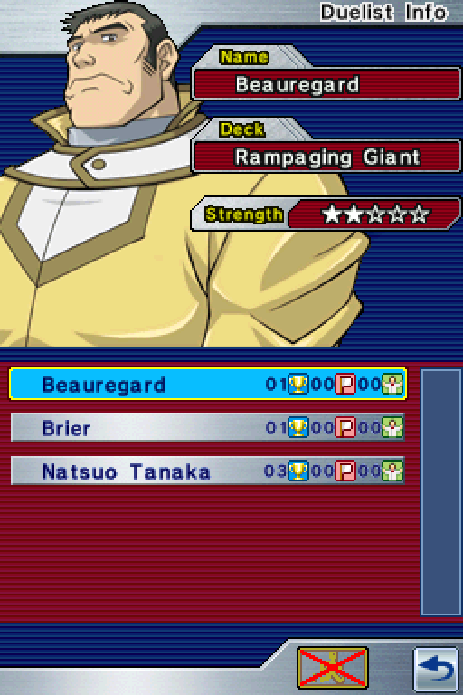 Duelist Info
Name
Beauregard
Deck
Rampaging Giant
Strength ★★☆☆☆
Beauregard 01 00 P 00
Brier 01 00 P 00
Natsuo Tanaka 03 00 P 00